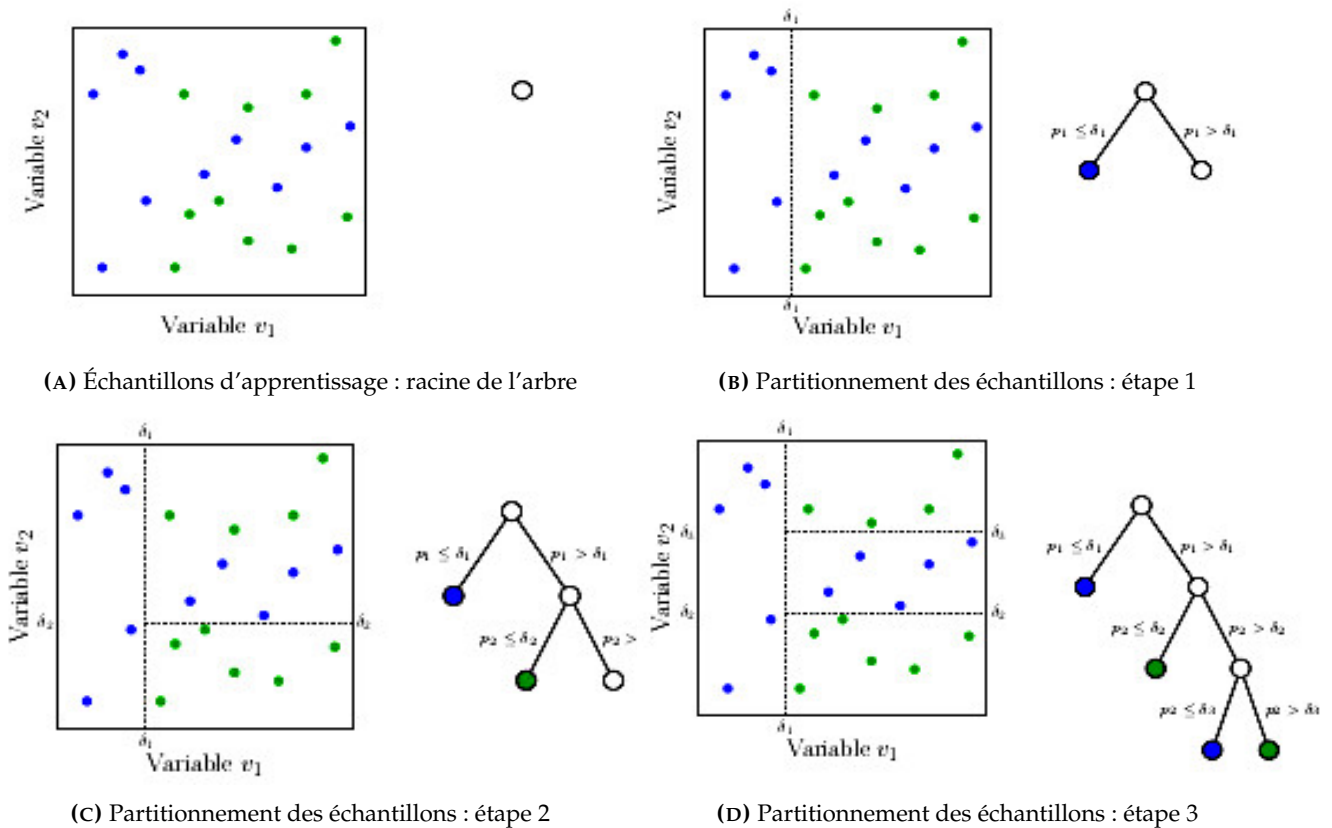 δ₁
Variable v₂
Variable v₁
Variable v₂
p₁ ≤ δ₁
p₁ > δ₁
δ₁
Variable v₁
(A) Échantillons d'apprentissage : racine de l'arbre
(B) Partitionnement des échantillons : étape 1
δ₁
Variable v₂
δ₂
δ₂
p₁ ≤ δ₁
p₁ > δ₁
p₂ ≤ δ₂
p₂ >
δ₁
Variable v₁
δ₁
Variable v₂
δ₂
δ₂
p₁ ≤ δ₁
p₁ > δ₁
p₂ ≤ δ₂
p₂ > δ₂
p₂ ≤ δ₃
p₂ > δ₃
δ₁
Variable v₁
(C) Partitionnement des échantillons : étape 2
(D) Partitionnement des échantillons : étape 3